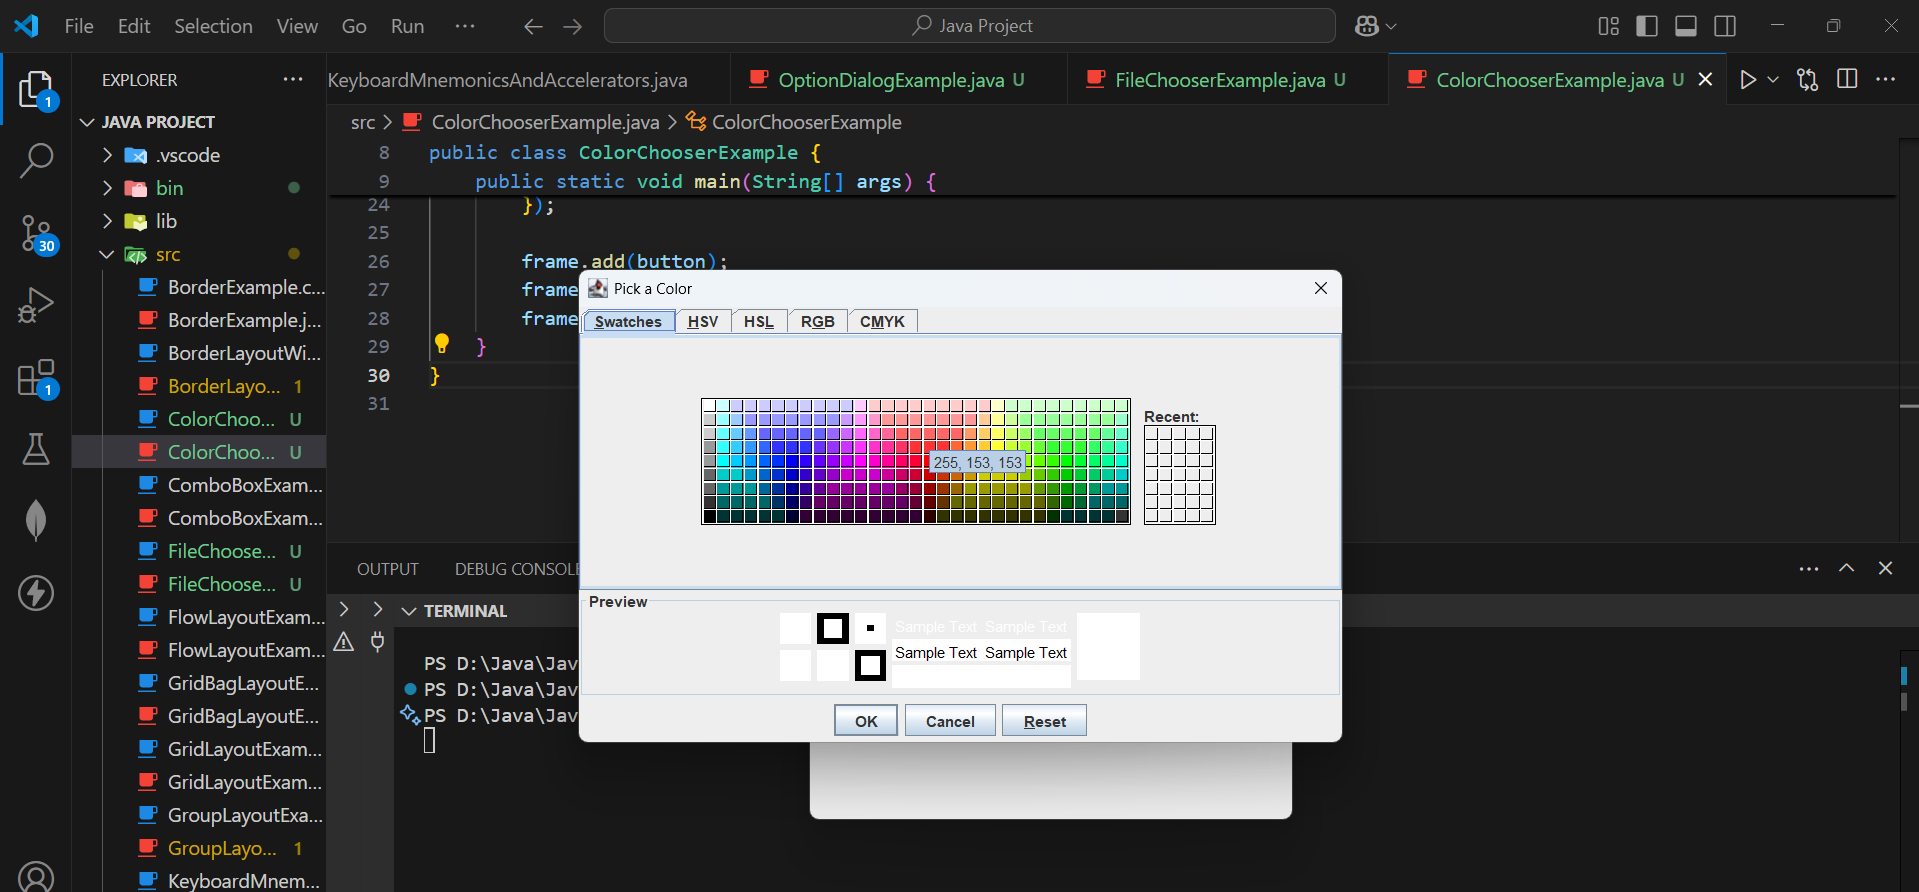 File Edit Selection View Go Run ··· Java Project
EXPLORER ···
JAVA PROJECT
.vscode
bin
lib
src
BorderExample.c...
BorderExample.j...
BorderLayoutWi...
BorderLayo... 1
ColorChoo... U
ColorChoo... U
ComboBoxExam...
ComboBoxExam...
FileChoose... U
FileChoose... U
FlowLayoutExam...
FlowLayoutExam...
GridBagLayoutE...
GridBagLayoutE...
GridLayoutExam...
GridLayoutExam...
GroupLayoutExa...
GroupLayo... 1
KeyboardMnem...
1
30
1
KeyboardMnemonicsAndAccelerators.java OptionDialogExample.java U FileChooserExample.java U ColorChooserExample.java U
src > ColorChooserExample.java > ColorChooserExample
8 public class ColorChooserExample {
9 public static void main(String[] args) {
24 });
25
26 frame.add(button);
27 frame
28 frame
29 }
30 }
31
OUTPUT DEBUG CONSOLE
TERMINAL
PS D:\Java\Jav
PS D:\Java\Jav
PS D:\Java\Jav
Pick a Color
Swatches HSV HSL RGB CMYK
Recent:
255, 153, 153
Preview
Sample Text Sample Text
Sample Text Sample Text
OK Cancel Reset